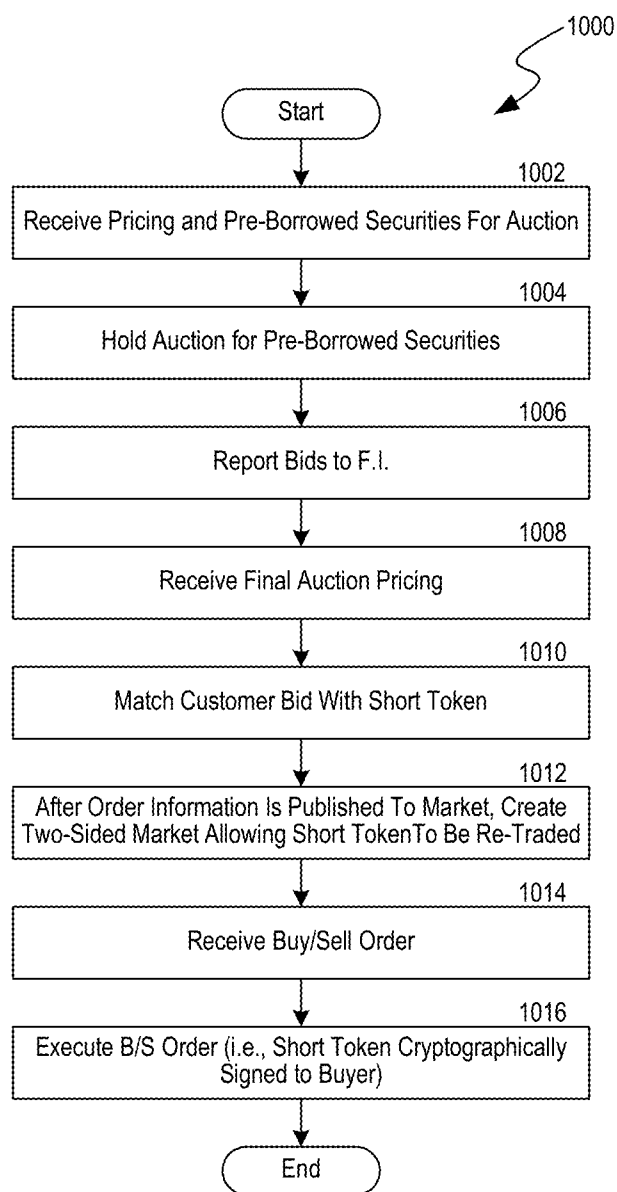 1000
Start
1002
Receive Pricing and Pre-Borrowed Securities For Auction
1004
Hold Auction for Pre-Borrowed Securities
1006
Report Bids to F.I.
1008
Receive Final Auction Pricing
1010
Match Customer Bid With Short Token
1012
After Order Information Is Published To Market, Create
Two-Sided Market Allowing Short TokenTo Be Re-Traded
1014
Receive Buy/Sell Order
1016
Execute B/S Order (i.e., Short Token Cryptographically
Signed to Buyer)
End